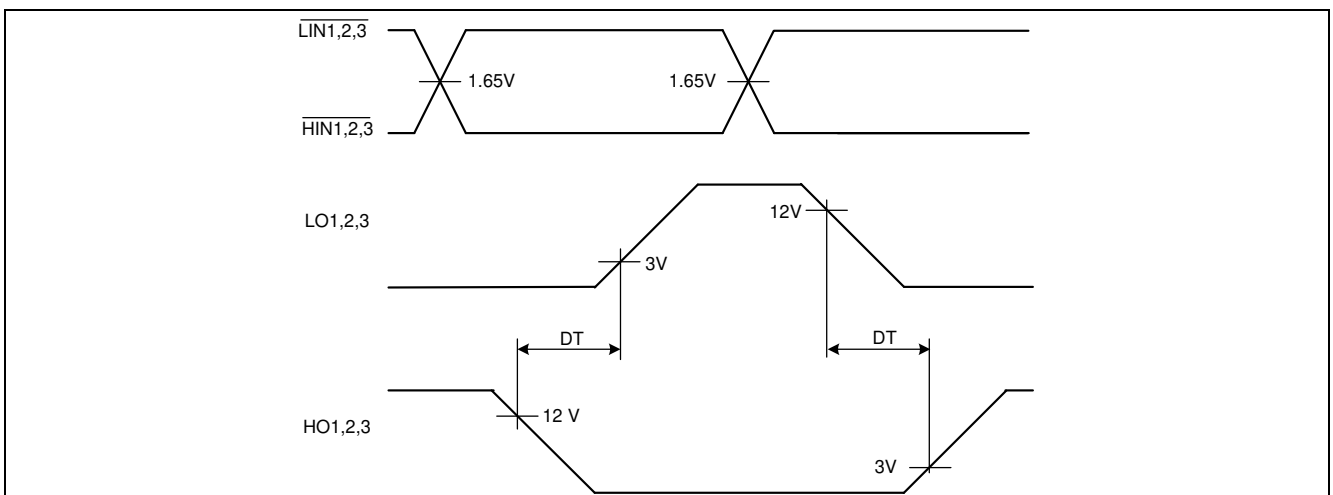 LIN1,2,3
1.65V
1.65V
HIN1,2,3
12V
LO1,2,3
3V
DT
DT
12 V
HO1,2,3
3V